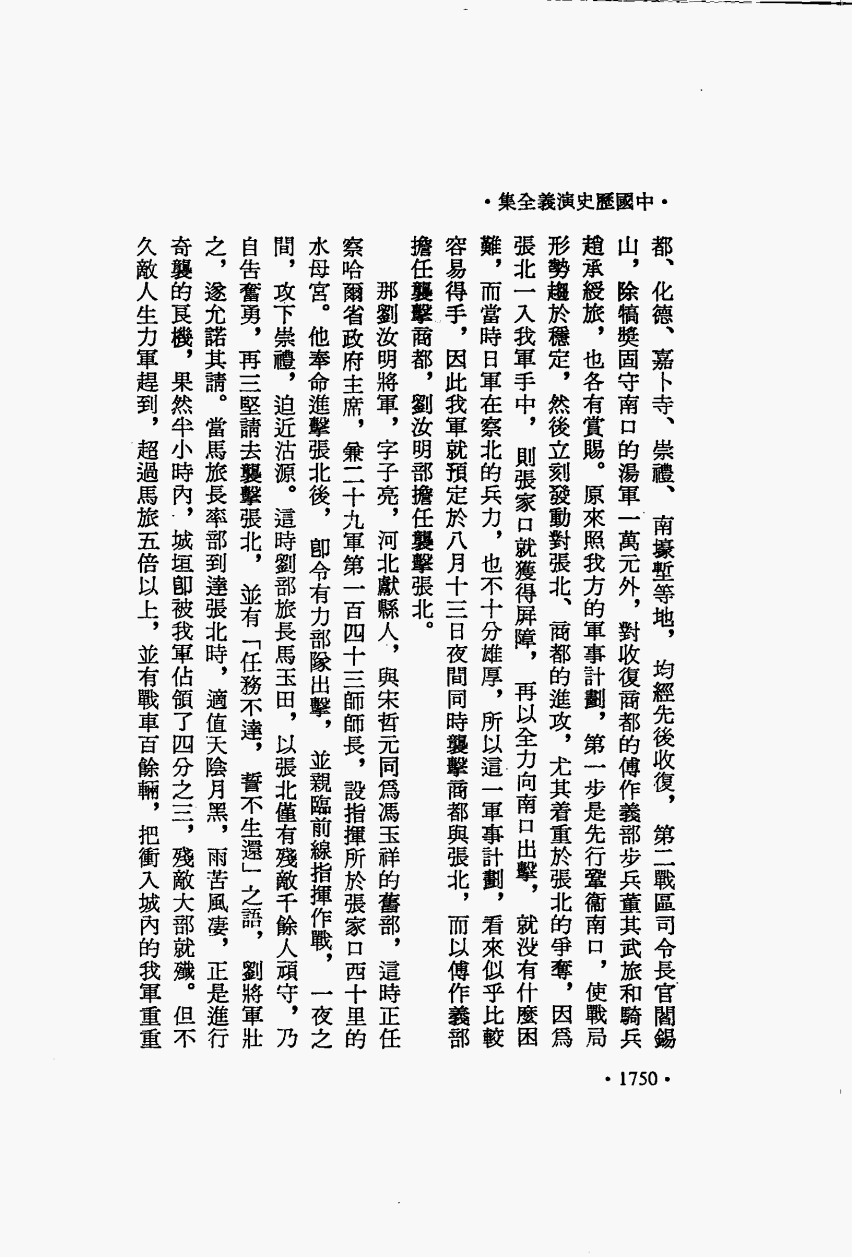 ·中國歷史演義全集·
都、化德、嘉卜寺、崇禮、南壕塹等地，均經先後收復，第二戰區司令長官閻錫
山，除犒獎固守南口的湯軍一萬元外，對收復商都的傅作義部步兵董其武旅和騎兵
趙承綬旅，也各有賞賜。原來照我方的軍事計劃，第一步是先行鞏衞南口，使戰局
形勢趨於穩定，然後立刻發動對張北、商都的進攻，尤其着重於張北的爭奪，因爲
張北一入我軍手中，則張家口就獲得屏障，再以全力向南口出擊，就没有什麽困
難，而當時日軍在察北的兵力，也不十分雄厚，所以這一軍事計劃，看來似乎比較
容易得手，因此我軍就預定於八月十三日夜間同時襲擊商都與張北，而以傅作義部
擔任襲擊商都，劉汝明部擔任襲擊張北。
那劉汝明將軍，字子亮，河北獻縣人，與宋哲元同爲馮玉祥的舊部，這時正任
察哈爾省政府主席，兼二十九軍第一百四十三師師長，設指揮所於張家口西十里的
水母宮。他奉命進擊張北後，卽令有力部隊出擊，並親臨前線指揮作戰，一夜之
間，攻下崇禮，迫近沽源。這時劉部旅長馬玉田，以張北僅有殘敵千餘人頑守，乃
自告奮勇，再三堅請去襲擊張北，並有「任務不達，誓不生還」之語，劉將軍壯
之，遂允諾其請。當馬旅長率部到達張北時，適值天陰月黑，雨苦風凄，正是進行
奇襲的良機，果然半小時內，城垣卽被我軍佔領了四分之三，殘敵大部就殲。但不
久敵人生力軍趕到，超過馬旅五倍以上，並有戰車百餘輛，把衝入城內的我軍重重
·1750·